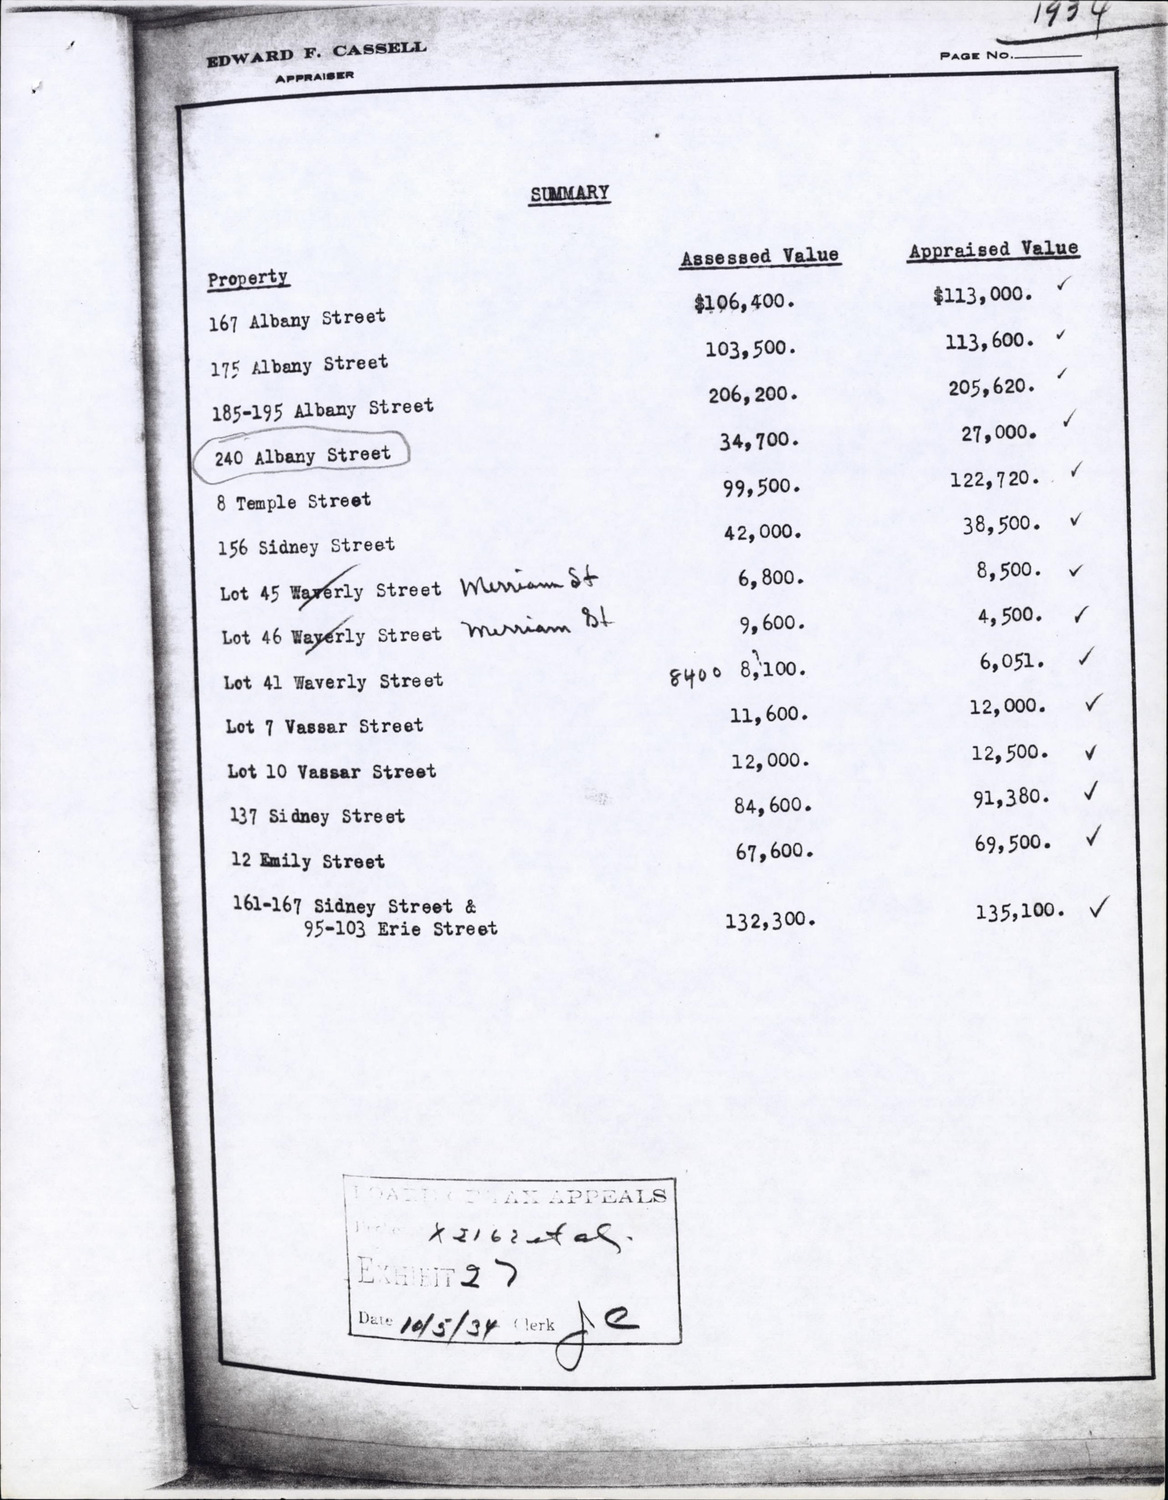 1934
EDWARD F. CASSELL
APPRAISER
PAGE No.
SUMMARY
Property Assessed Value Appraised Value
167 Albany Street $106,400. $113,000. ✓
175 Albany Street 103,500. 113,600. ✓
185-195 Albany Street 206,200. 205,620. ✓
240 Albany Street 34,700. 27,000. ✓
8 Temple Street 99,500. 122,720. ✓
156 Sidney Street 42,000. 38,500. ✓
Lot 45 Waverly Street Merriam St 6,800. 8,500. ✓
Lot 46 Waverly Street Merriam St 9,600. 4,500. ✓
Lot 41 Waverly Street 8400 8,100. 6,051. ✓
Lot 7 Vassar Street 11,600. 12,000. ✓
Lot 10 Vassar Street 12,000. 12,500. ✓
137 Sidney Street 84,600. 91,380. ✓
12 Emily Street 67,600. 69,500. ✓
161-167 Sidney Street &
95-103 Erie Street 132,300. 135,100. ✓
BOARD OF TAX APPEALS
X2162 et al.
EXHIBIT 27
Date 10/5/34 Clerk